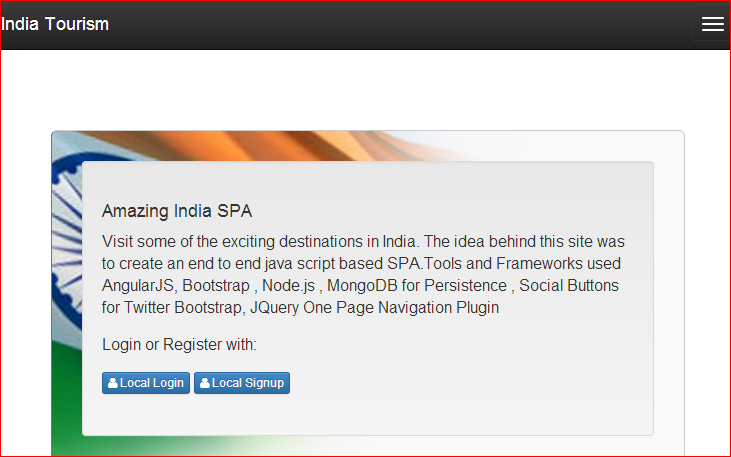 India Tourism
Amazing India SPA
Visit some of the exciting destinations in India. The idea behind this site was
to create an end to end java script based SPA.Tools and Frameworks used
AngularJS, Bootstrap , Node.js , MongoDB for Persistence , Social Buttons
for Twitter Bootstrap, JQuery One Page Navigation Plugin
Login or Register with:
Local Login Local Signup